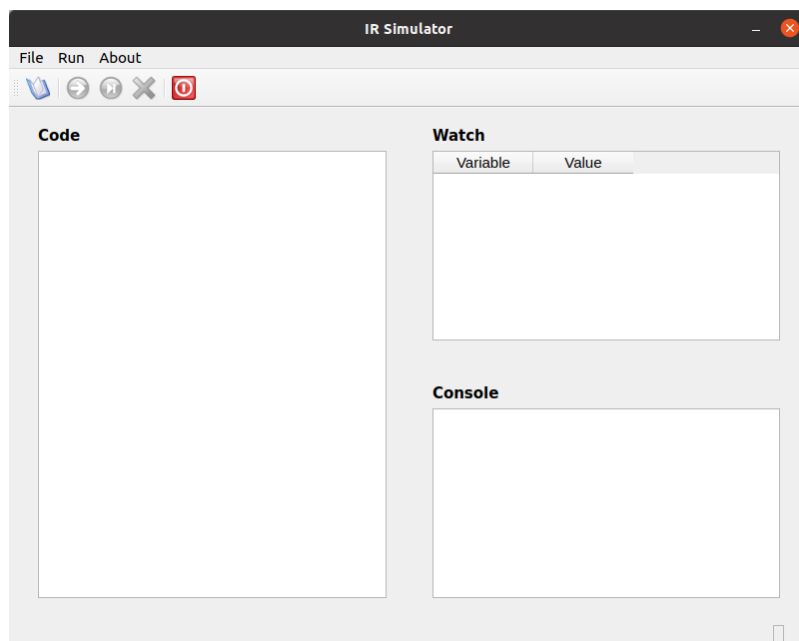 IR Simulator
File Run About
Code
Watch
Variable Value
Console